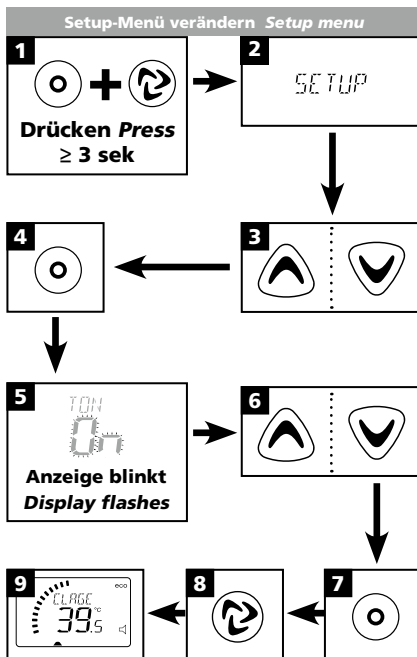 Setup-Menü verändern Setup menu
1
Drücken Press
≥ 3 sek
2
SETUP
4
3
5
TON
On
Anzeige blinkt
Display flashes
6
9
eco
CLAGE
39.5 °C
8
7